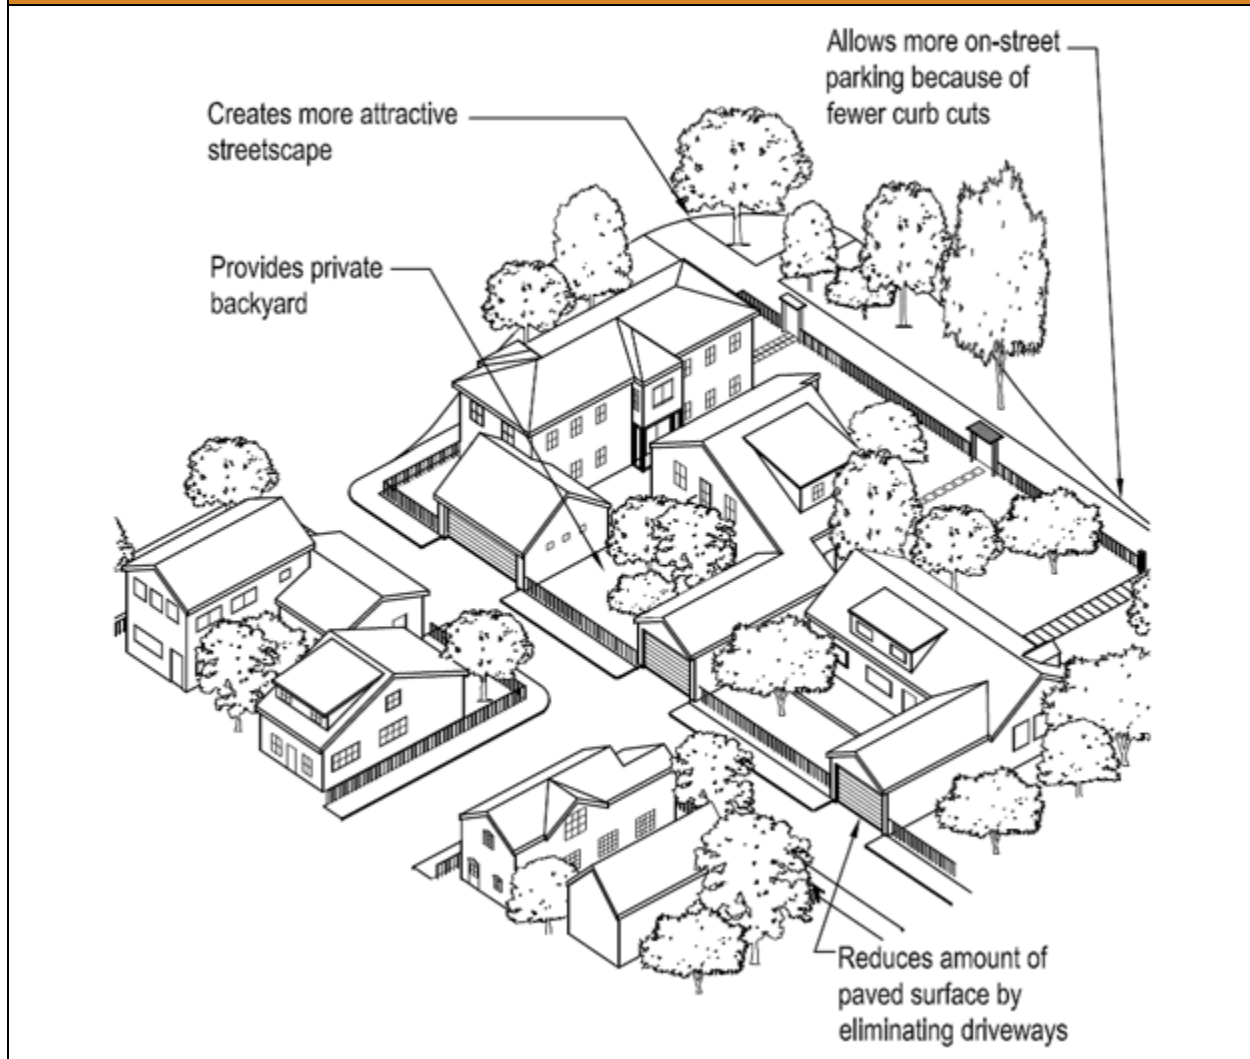 Allows more on-street
parking because of
fewer curb cuts
Creates more attractive
streetscape
Provides private
backyard
Reduces amount of
paved surface by
eliminating driveways